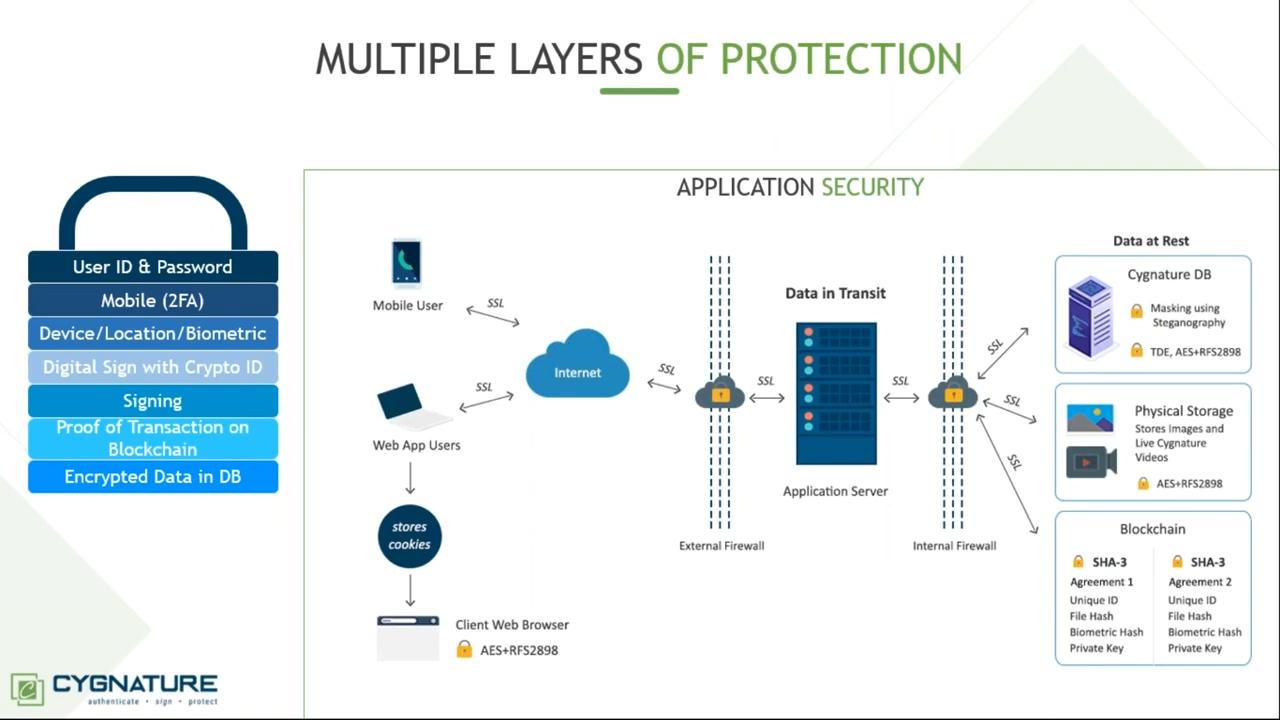 MULTIPLE LAYERS OF PROTECTION
User ID & Password
Mobile (2FA)
Device/Location/Biometric
Digital Sign with Crypto ID
Signing
Proof of Transaction on
Blockchain
Encrypted Data in DB
CYGNATURE
authenticate • sign • protect
APPLICATION SECURITY
Mobile User
SSL
Internet
Web App Users
SSL
stores
cookies
Client Web Browser
AES+RFS2898
SSL
External Firewall
SSL
Data in Transit
Application Server
SSL
Internal Firewall
SSL
SSL
SSL
Data at Rest
Cygnature DB
Masking using
Steganography
TDE, AES+RFS2898
Physical Storage
Stores Images and
Live Cygnature
Videos
AES+RFS2898
Blockchain
SHA-3
Agreement 1
Unique ID
File Hash
Biometric Hash
Private Key
SHA-3
Agreement 2
Unique ID
File Hash
Biometric Hash
Private Key